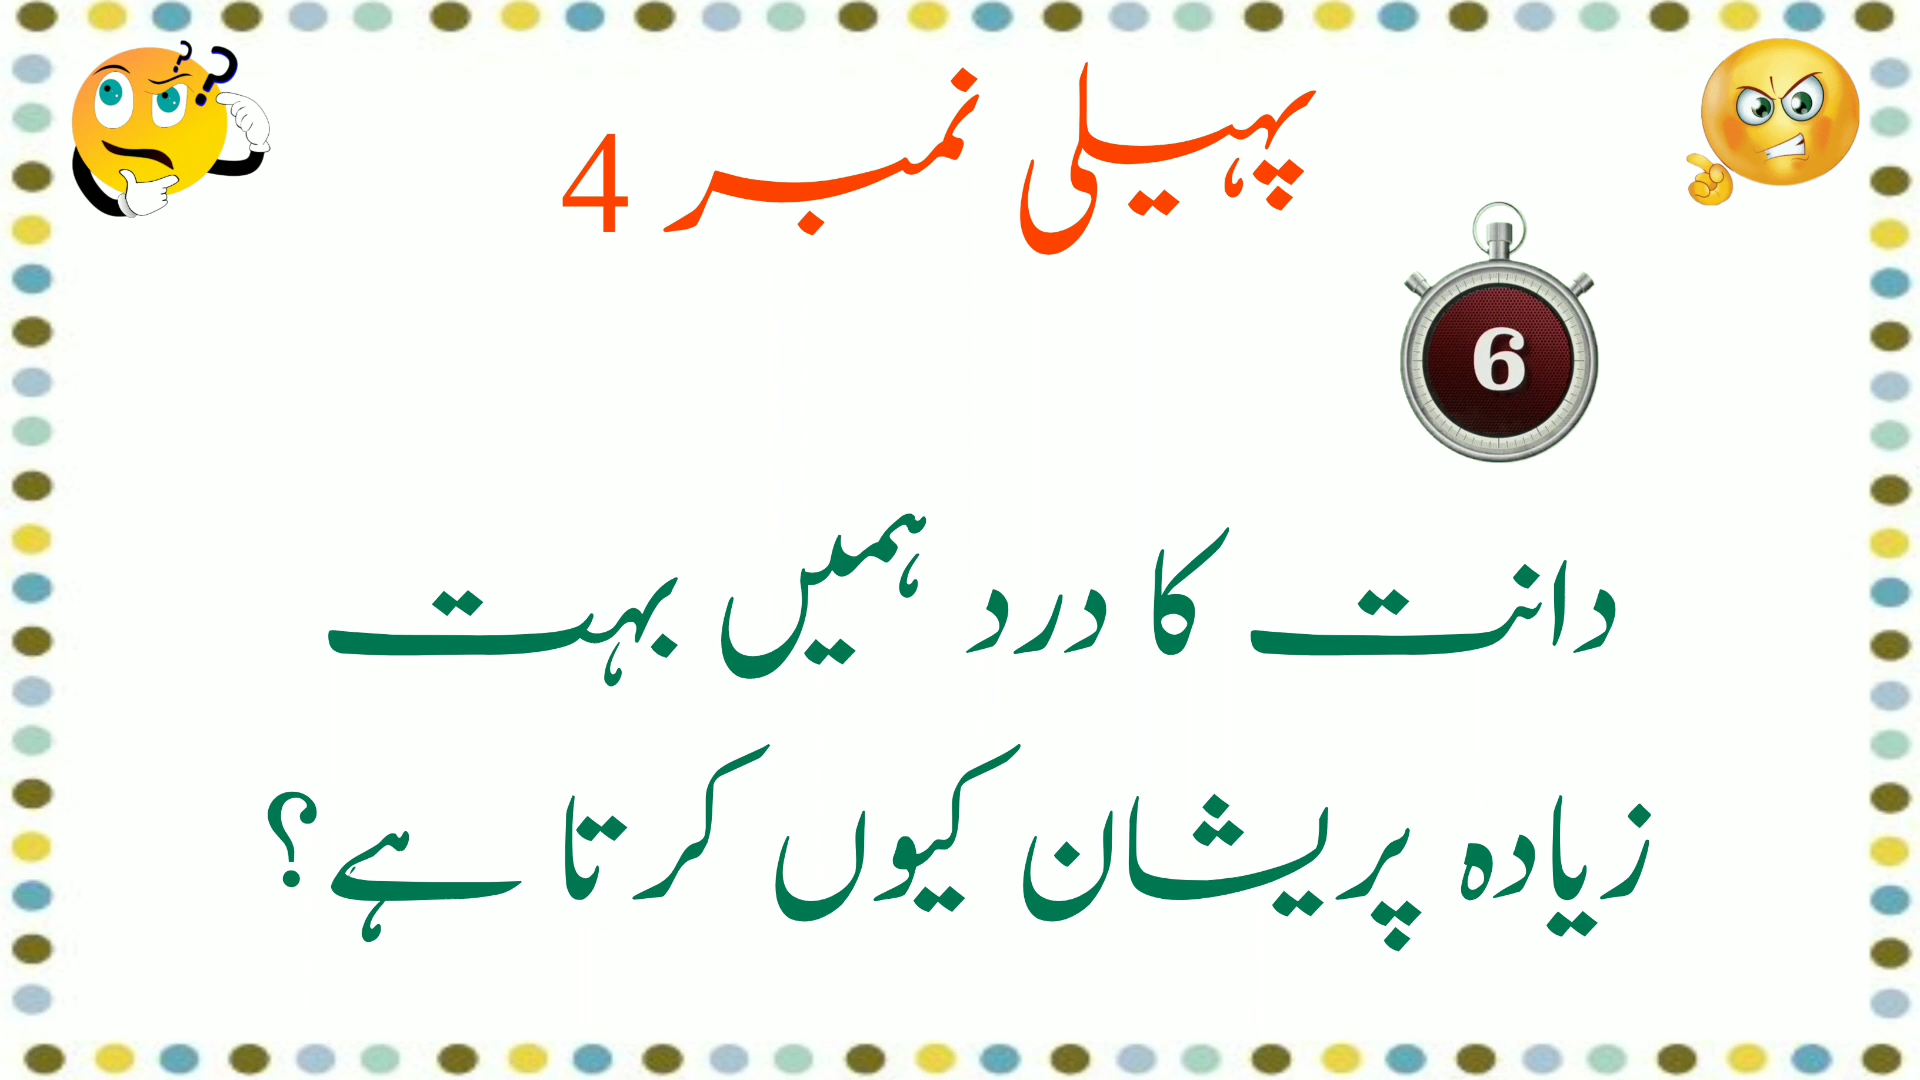 پہیلی نمبر 4
6
دانت کا درد ہمیں بہت
زیادہ پریشان کیوں کرتا ہے؟